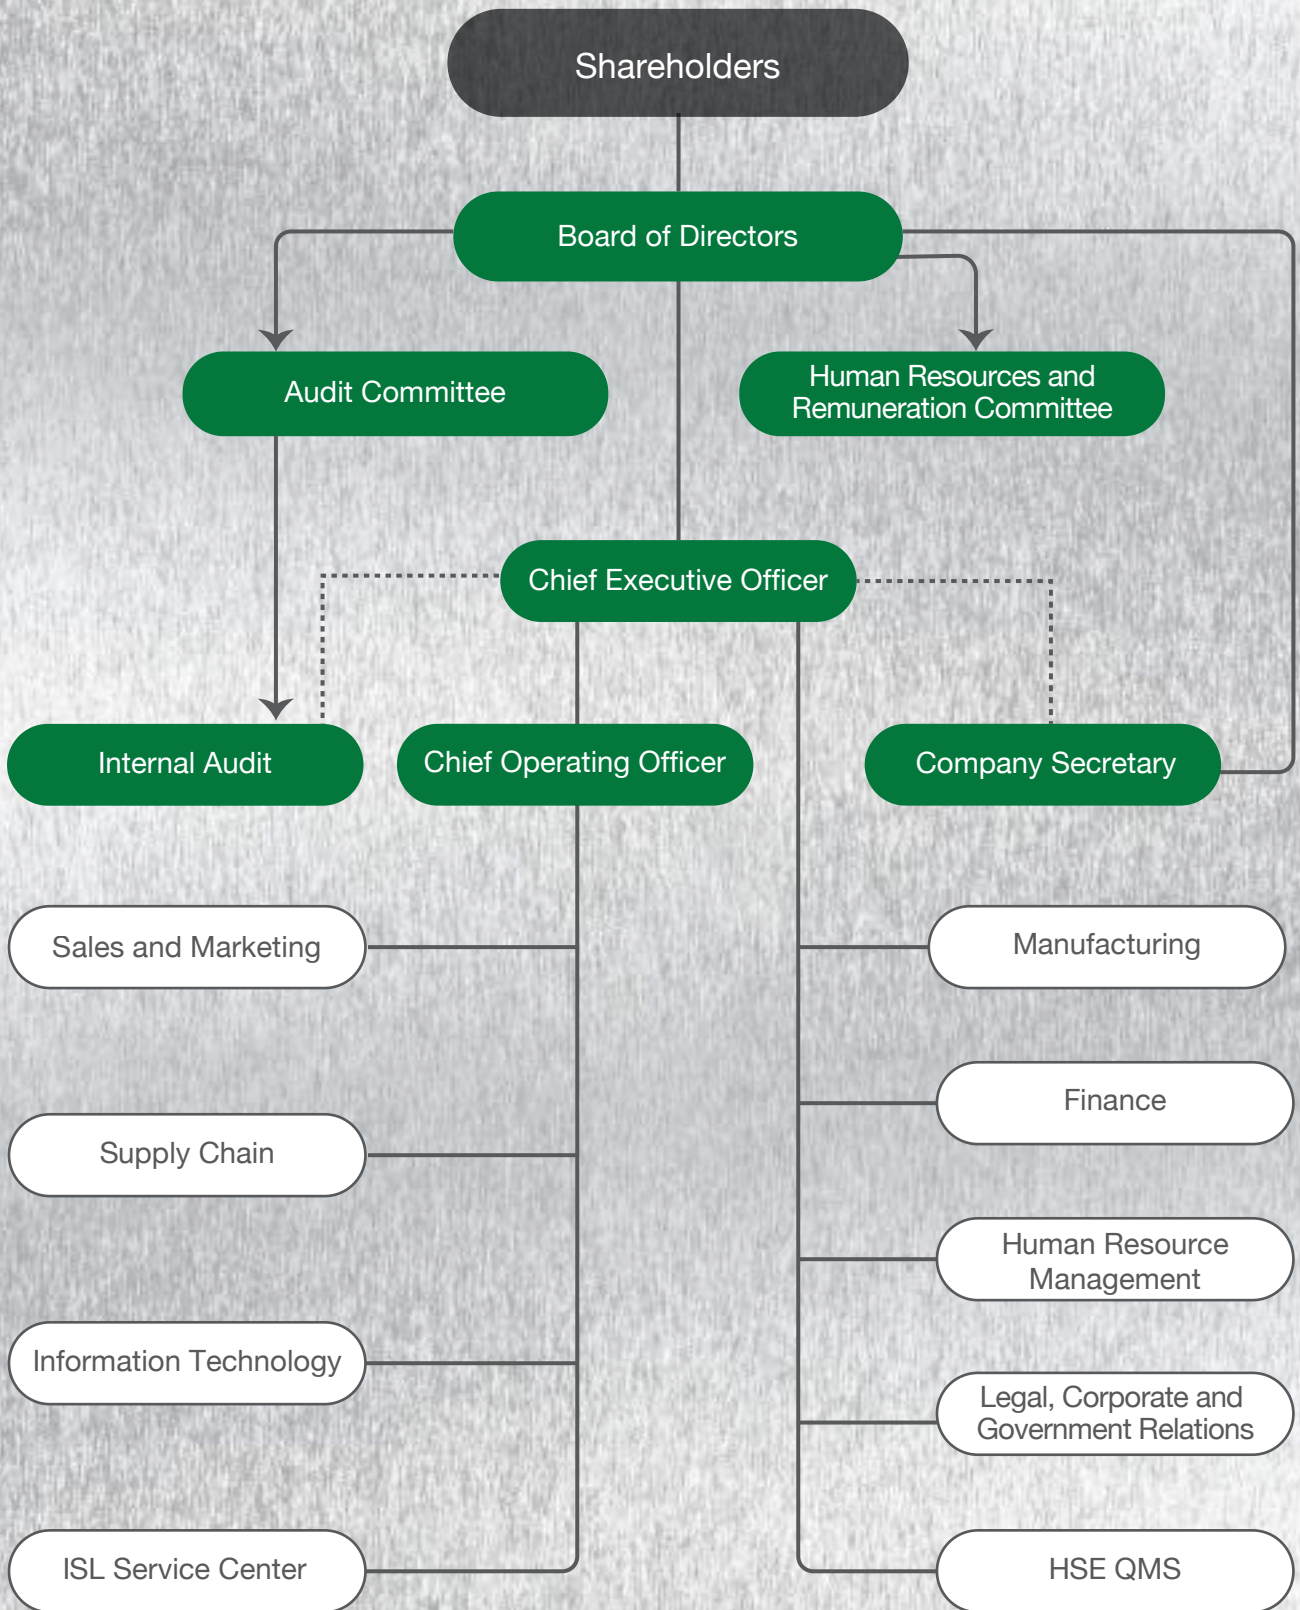 Shareholders
Board of Directors
Audit Committee
Human Resources and
Remuneration Committee
Chief Executive Officer
Internal Audit
Chief Operating Officer
Company Secretary
Sales and Marketing
Manufacturing
Supply Chain
Finance
Human Resource
Management
Information Technology
Legal, Corporate and
Government Relations
ISL Service Center
HSE QMS